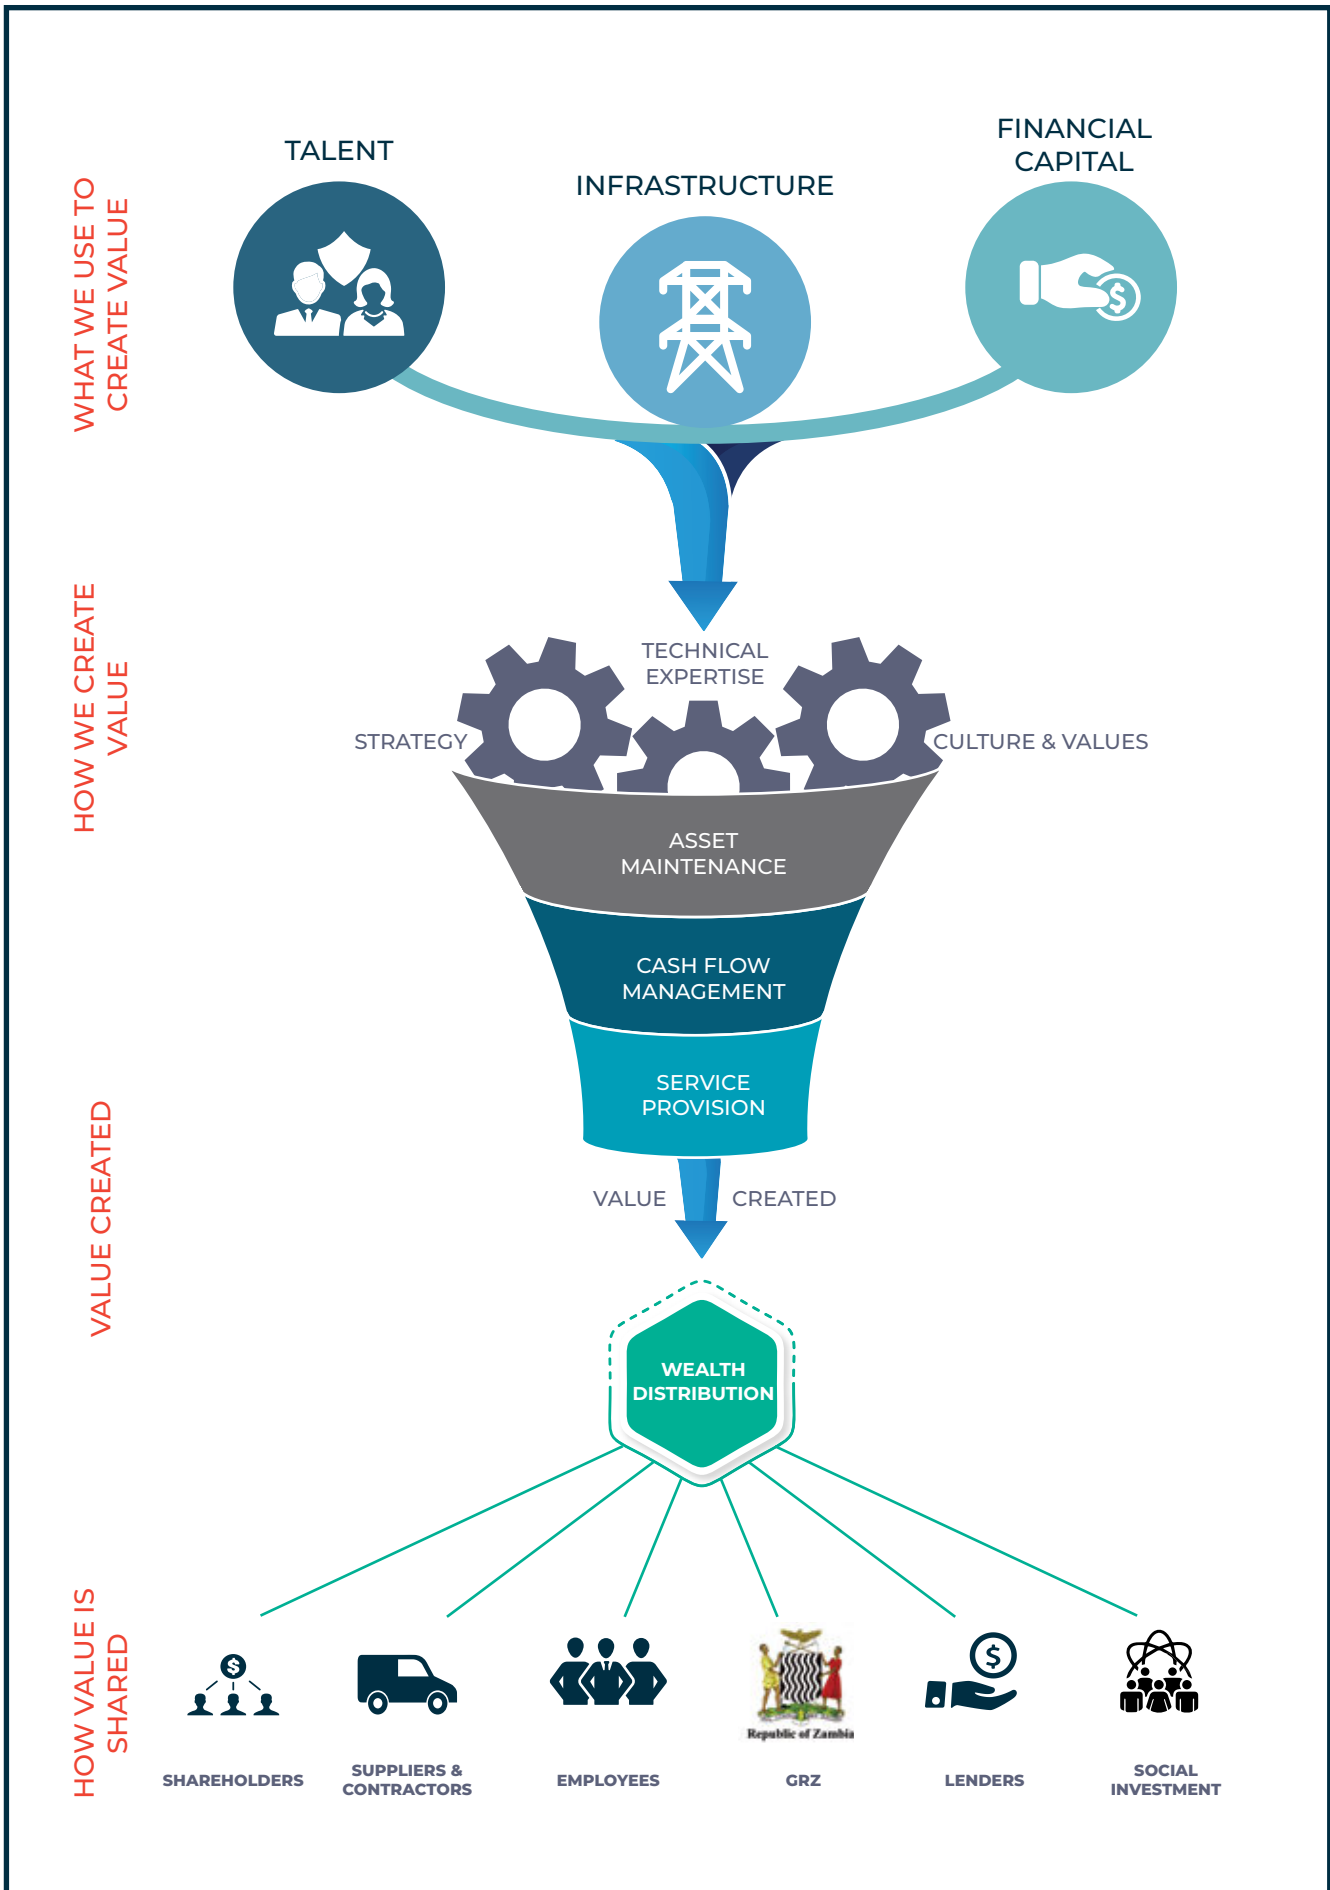 WHAT WE USE TO
CREATE VALUE
TALENT
INFRASTRUCTURE
FINANCIAL
CAPITAL
$
HOW WE CREATE
VALUE
STRATEGY
TECHNICAL
EXPERTISE
CULTURE & VALUES
ASSET
MAINTENANCE
CASH FLOW
MANAGEMENT
SERVICE
PROVISION
VALUE CREATED
VALUE CREATED
WEALTH
DISTRIBUTION
HOW VALUE IS
SHARED
$
SHAREHOLDERS
SUPPLIERS &
CONTRACTORS
EMPLOYEES
Republic of Zambia
GRZ
$
LENDERS
SOCIAL
INVESTMENT